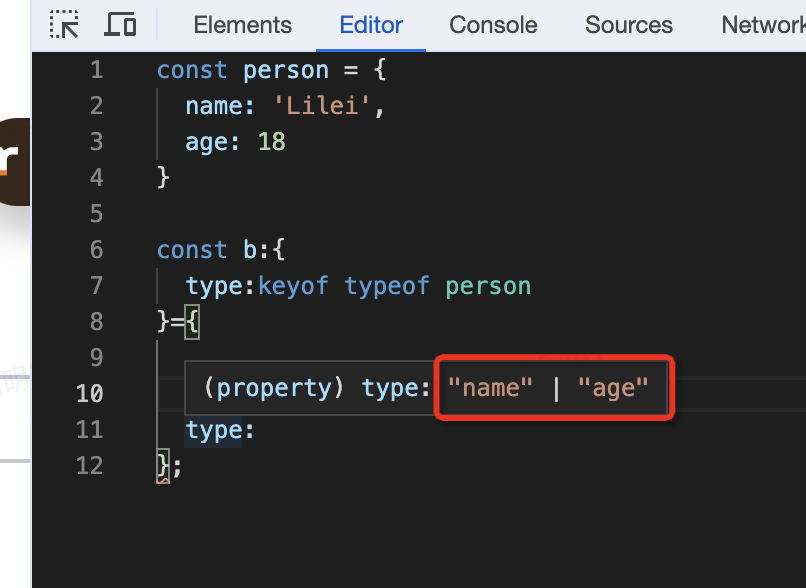 Elements Editor Console Sources Network
1 const person = {
2 name: 'Lilei',
3 age: 18
4 }
5
6 const b:{
7 type:keyof typeof person
8 }={
9
(property) type: "name" | "age"
10
11 type:
12 };
r